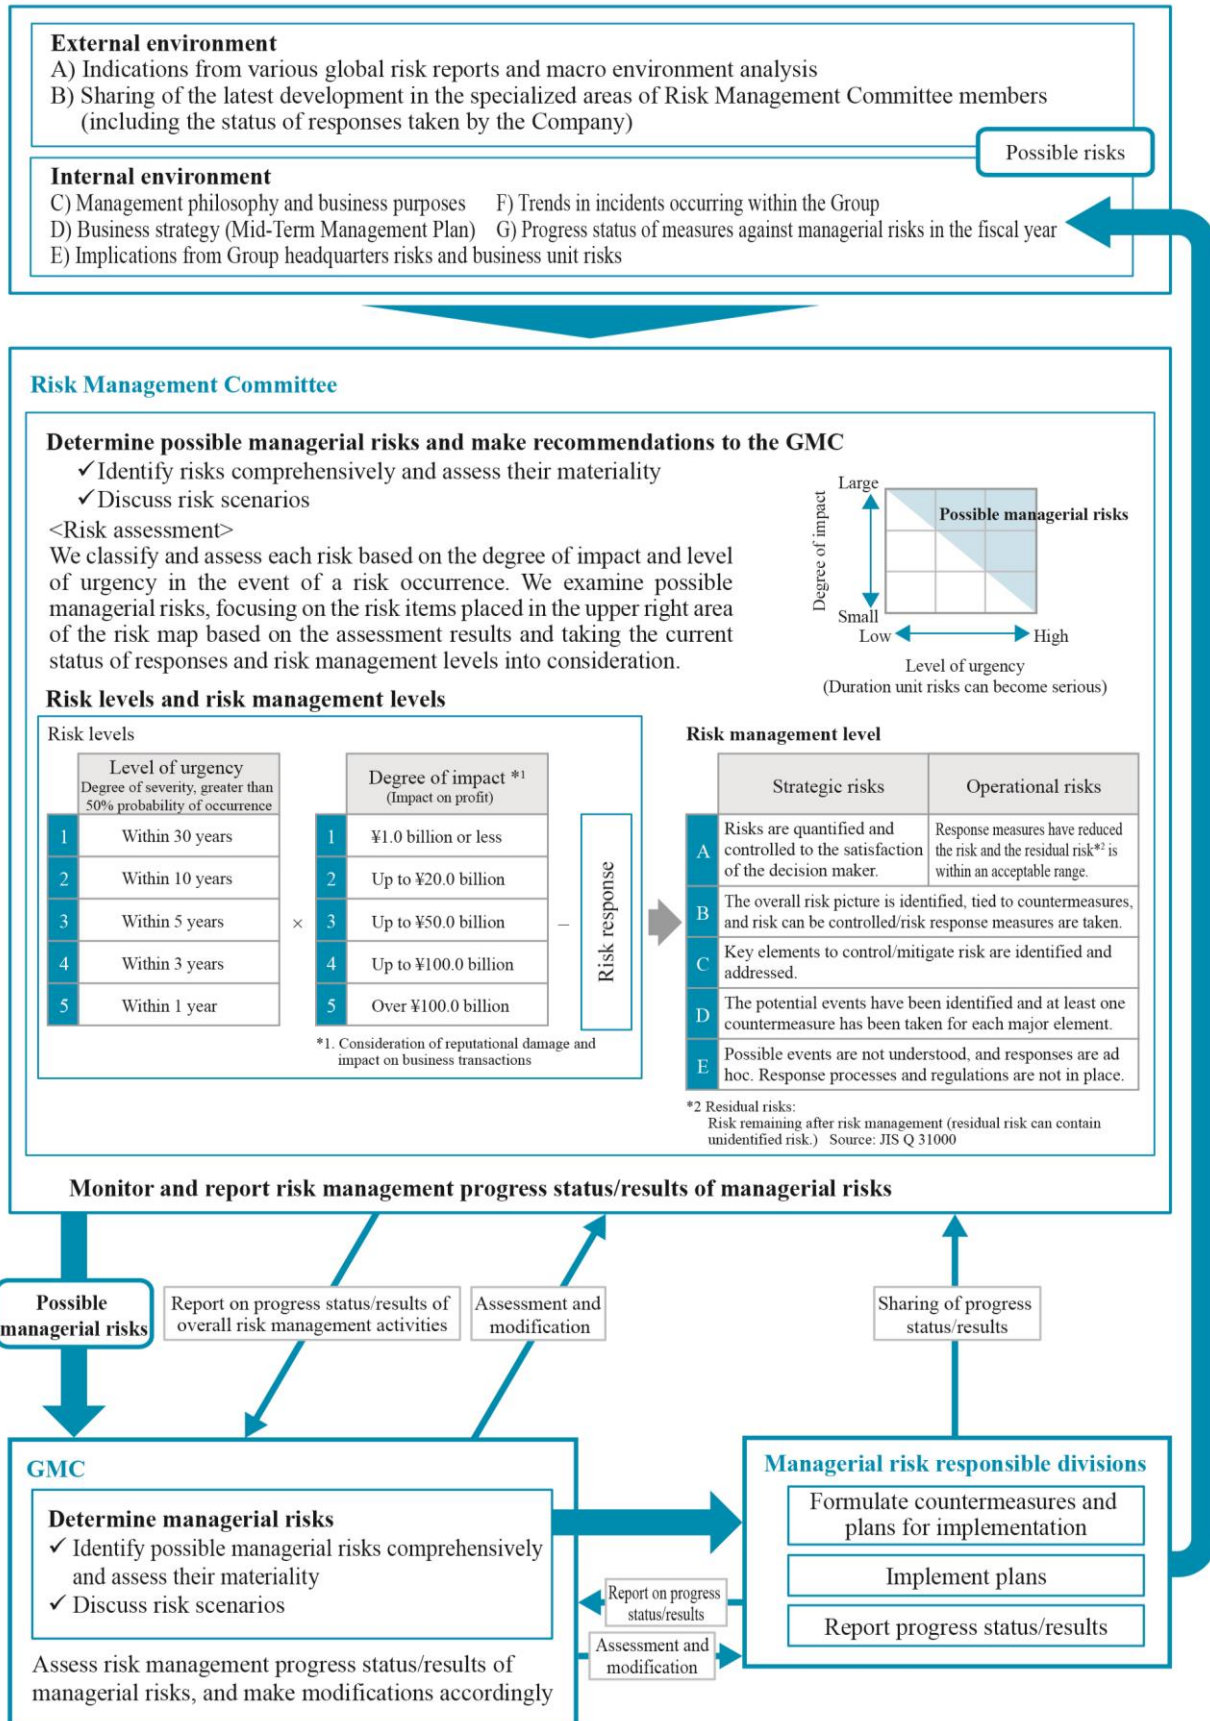 External environment
A) Indications from various global risk reports and macro environment analysis
B) Sharing of the latest development in the specialized areas of Risk Management Committee members
(including the status of responses taken by the Company)
Possible risks
Internal environment
C) Management philosophy and business purposes
D) Business strategy (Mid-Term Management Plan)
E) Implications from Group headquarters risks and business unit risks
F) Trends in incidents occurring within the Group
G) Progress status of measures against managerial risks in the fiscal year
Risk Management Committee
Determine possible managerial risks and make recommendations to the GMC
✓Identify risks comprehensively and assess their materiality
✓Discuss risk scenarios
<Risk assessment>
We classify and assess each risk based on the degree of impact and level
of urgency in the event of a risk occurrence. We examine possible
managerial risks, focusing on the risk items placed in the upper right area
of the risk map based on the assessment results and taking the current
status of responses and risk management levels into consideration.
Degree of impact
Large
Small
Possible managerial risks
Low
High
Level of urgency
(Duration unit risks can become serious)
Risk levels and risk management levels
Risk levels
Level of urgency
Degree of severity, greater than
50% probability of occurrence
1 Within 30 years
2 Within 10 years
3 Within 5 years
4 Within 3 years
5 Within 1 year
×
Degree of impact *1
(Impact on profit)
1 ¥1.0 billion or less
2 Up to ¥20.0 billion
3 Up to ¥50.0 billion
4 Up to ¥100.0 billion
5 Over ¥100.0 billion
*1. Consideration of reputational damage and
impact on business transactions
–
Risk response
Risk management level
Strategic risks
Operational risks
A
Risks are quantified and
controlled to the satisfaction
of the decision maker.
Response measures have reduced
the risk and the residual risk*2 is
within an acceptable range.
B
The overall risk picture is identified, tied to countermeasures,
and risk can be controlled/risk response measures are taken.
C
Key elements to control/mitigate risk are identified and
addressed.
D
The potential events have been identified and at least one
countermeasure has been taken for each major element.
E
Possible events are not understood, and responses are ad
hoc. Response processes and regulations are not in place.
*2 Residual risks:
Risk remaining after risk management (residual risk can contain
unidentified risk.) Source: JIS Q 31000
Monitor and report risk management progress status/results of managerial risks
Possible
managerial risks
Report on progress status/results of
overall risk management activities
Assessment and
modification
Sharing of progress
status/results
GMC
Determine managerial risks
✓ Identify possible managerial risks comprehensively
and assess their materiality
✓ Discuss risk scenarios
Assess risk management progress status/results of
managerial risks, and make modifications accordingly
Report on progress
status/results
Assessment and
modification
Managerial risk responsible divisions
Formulate countermeasures and
plans for implementation
Implement plans
Report progress status/results